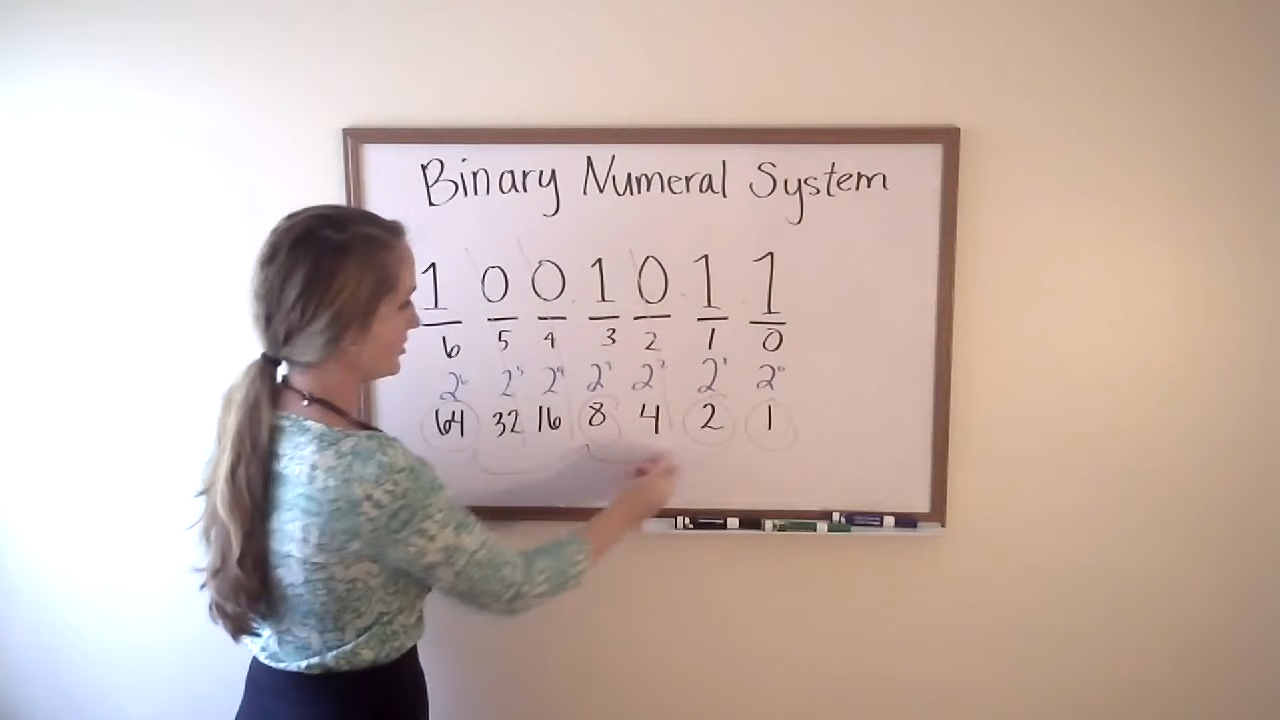 Binary Numeral System
1 0 0 1 0 1 1
6 5 4 3 2 1 0
2⁶ 2⁵ 2⁴ 2³ 2² 2¹ 2⁰
64 32 16 8 4 2 1